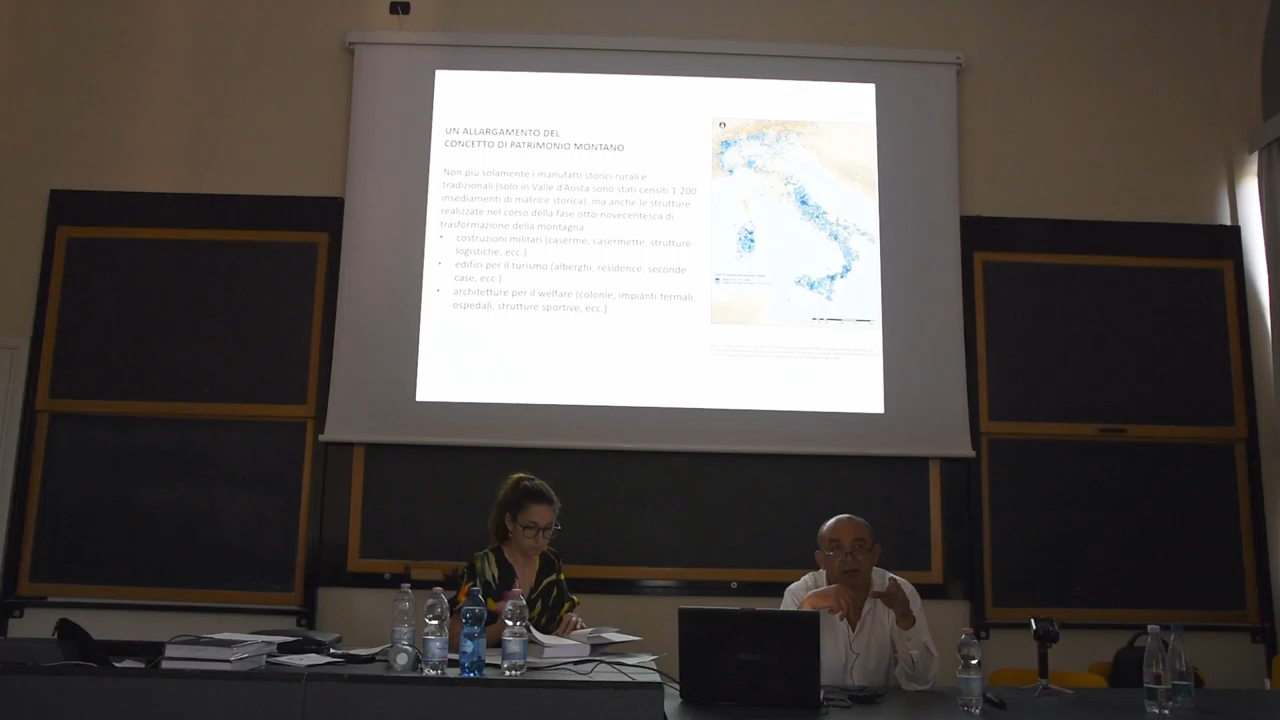 UN ALLARGAMENTO DEL
CONCETTO DI PATRIMONIO MONTANO
Non più solamente i manufatti storici rurali e
tradizionali (solo in Valle d'Aosta sono stati censiti 1.200
insediamenti di matrice storica), ma anche le strutture
realizzate nel corso della fase otto-novecentesca di
trasformazione della montagna
• costruzioni militari (caserme, casermette, strutture
logistiche, ecc.)
• edifici per il turismo (alberghi, residence, seconde
case, ecc.)
• architetture per il welfare (colonie, impianti termali,
ospedali, strutture sportive, ecc.)